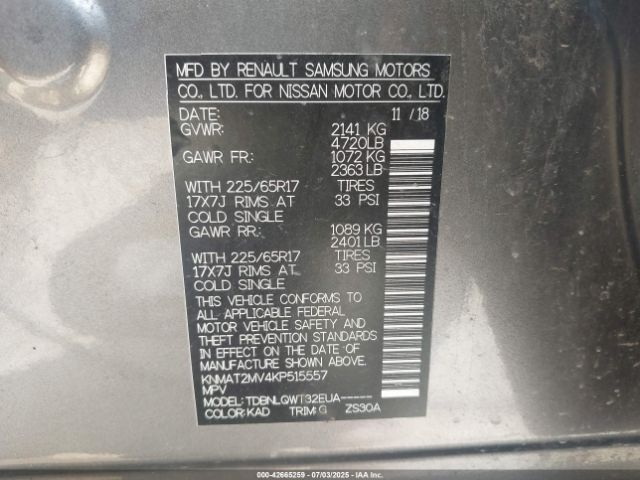 MFD BY RENAULT SAMSUNG MOTORS
CO., LTD. FOR NISSAN MOTOR CO., LTD.
DATE: 11 / 18
GVWR: 2141 KG
4720LB
GAWR FR: 1072 KG
2363 LB
WITH 225/65R17 TIRES
17X7J RIMS AT 33 PSI
COLD SINGLE
GAWR RR: 1089 KG
2401 LB
WITH 225/65R17 TIRES
17X7J RIMS AT 33 PSI
COLD SINGLE
THIS VEHICLE CONFORMS TO
ALL APPLICABLE FEDERAL
MOTOR VEHICLE SAFETY AND
THEFT PREVENTION STANDARDS
IN EFFECT ON THE DATE OF
MANUFACTURE SHOWN ABOVE.
KNMAT2MV4KP515557
MPV
MODEL: TDBNLQWT32EUA
COLOR: KAD TRIM: G ZS30A
000-42665259 | 07/03/2025 - IAAI.COM